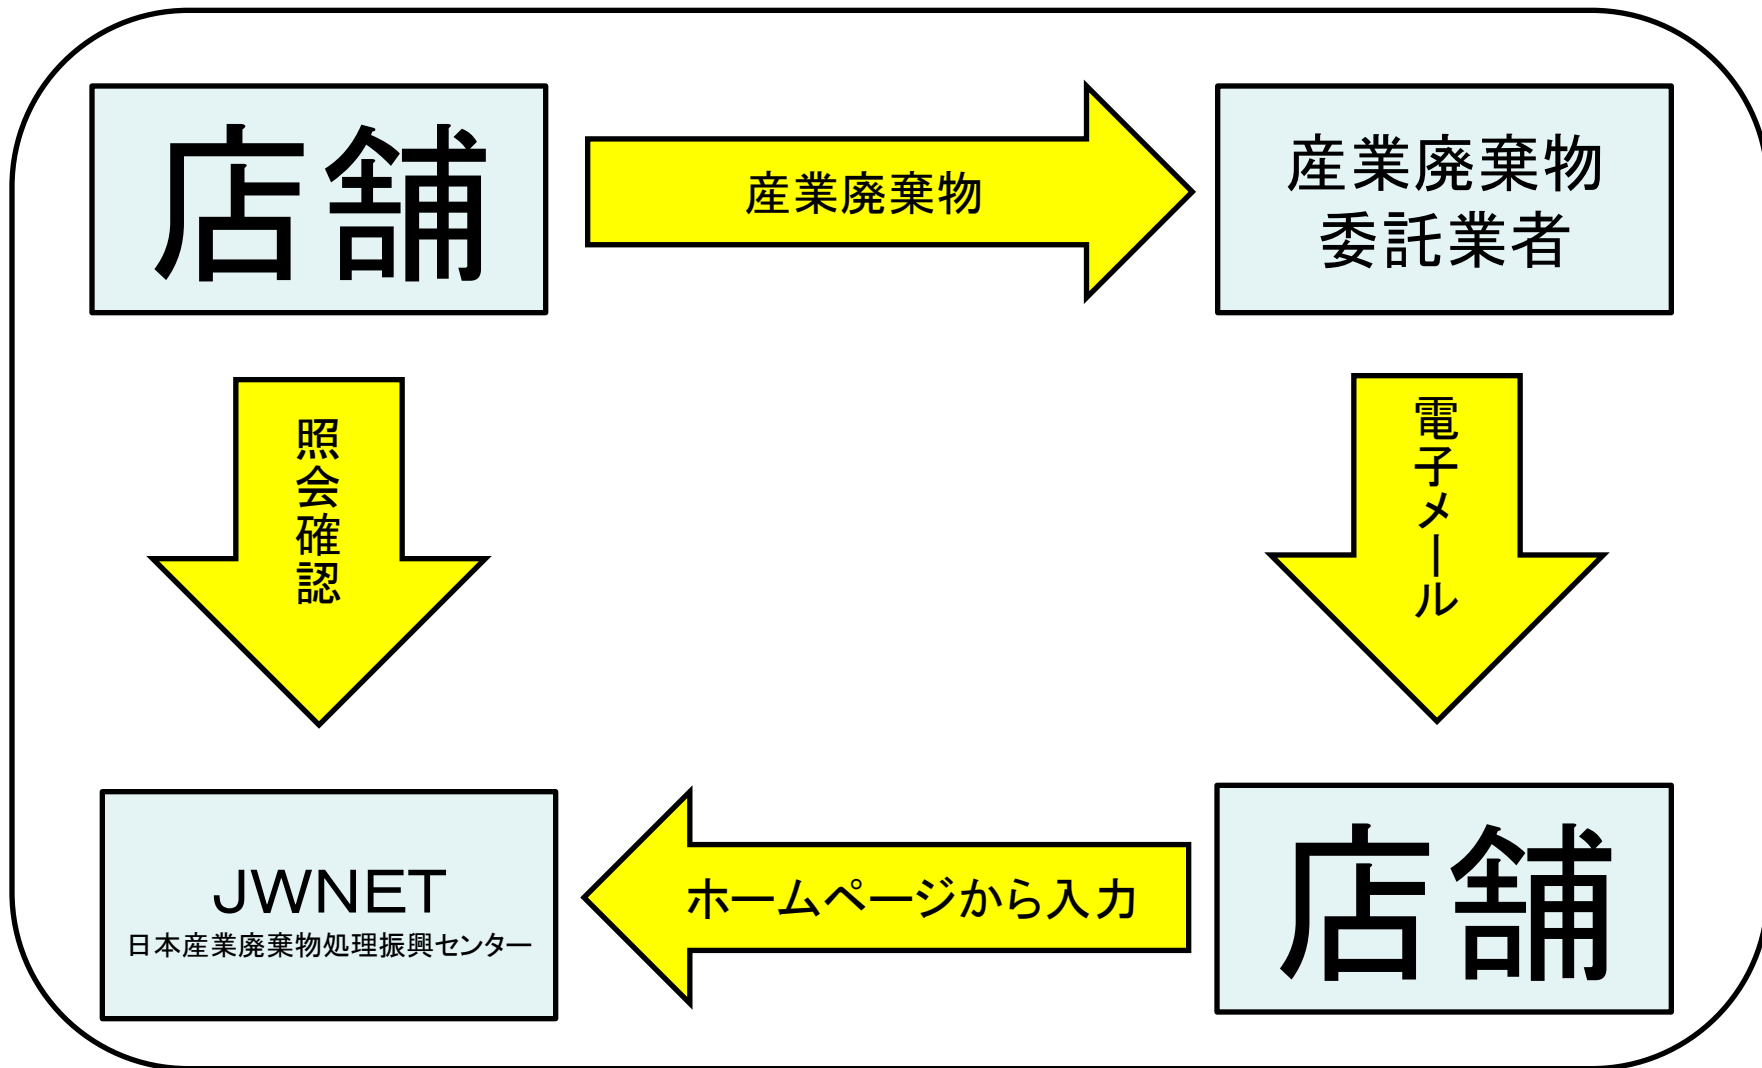 店舗
産業廃棄物
産業廃棄物
委託業者
照会確認
電子メール
JWNET
日本産業廃棄物処理振興センター
ホームページから入力
店舗